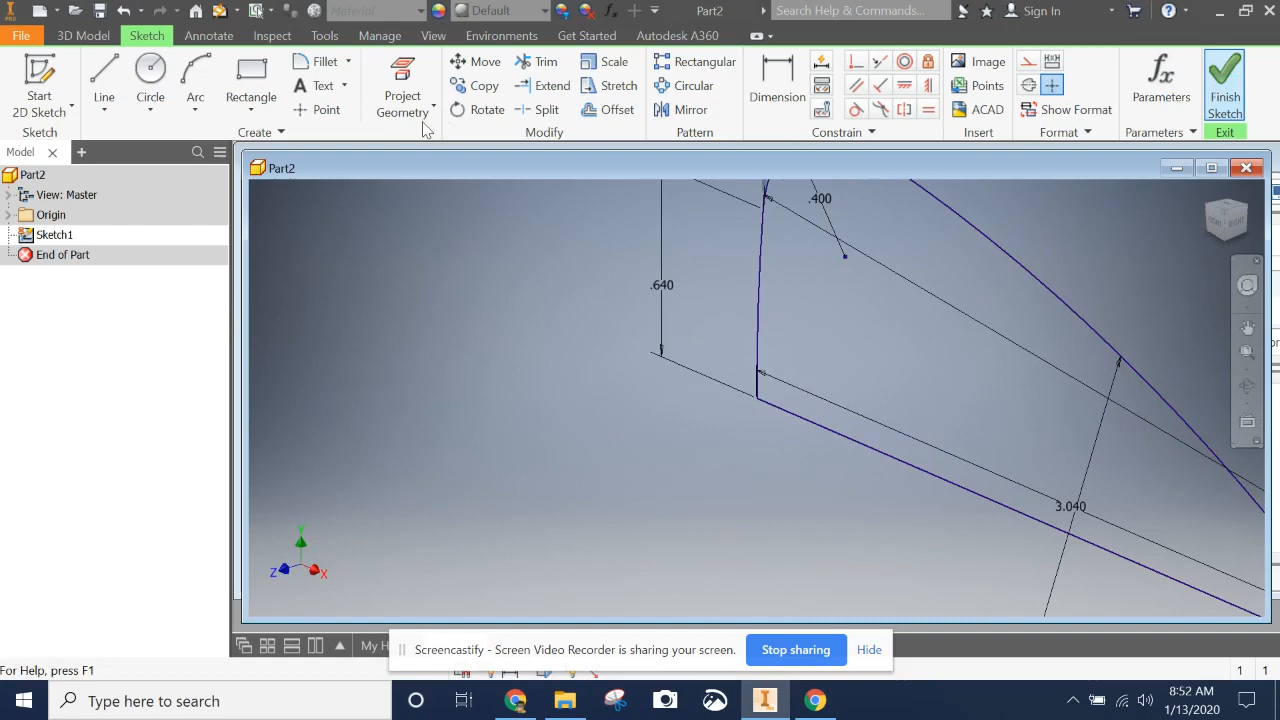 PRO
Material
Default
Part2
Search Help & Commands...
Sign In
File
3D Model
Sketch
Annotate
Inspect
Tools
Manage
View
Environments
Get Started
Autodesk A360
Start
2D Sketch
Line
Circle
Arc
Rectangle
Fillet
Text
Point
Project
Geometry
Move
Copy
Rotate
Trim
Extend
Split
Scale
Stretch
Offset
Rectangular
Circular
Mirror
Dimension
Image
Points
ACAD
Show Format
Parameters
Finish
Sketch
Sketch
Create
Modify
Pattern
Constrain
Insert
Format
Parameters
Exit
Model
Part2
Part2
View: Master
Origin
Sketch1
End of Part
.400
.640
3.040
RIGHT
Y
Z
X
My H
Screencastify - Screen Video Recorder is sharing your screen.
Stop sharing
Hide
For Help, press F1
1
1
Type here to search
8:52 AM
1/13/2020